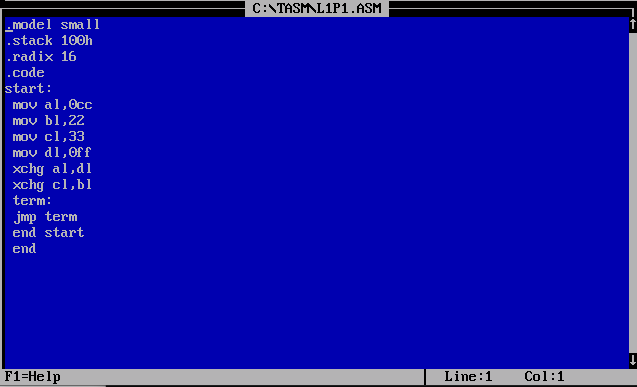 C:\TASM\L1P1.ASM
.model small
.stack 100h
.radix 16
.code
start:
mov al,0cc
mov bl,22
mov cl,33
mov dl,0ff
xchg al,dl
xchg cl,bl
term:
jmp term
end start
end
F1=Help Line:1 Col:1